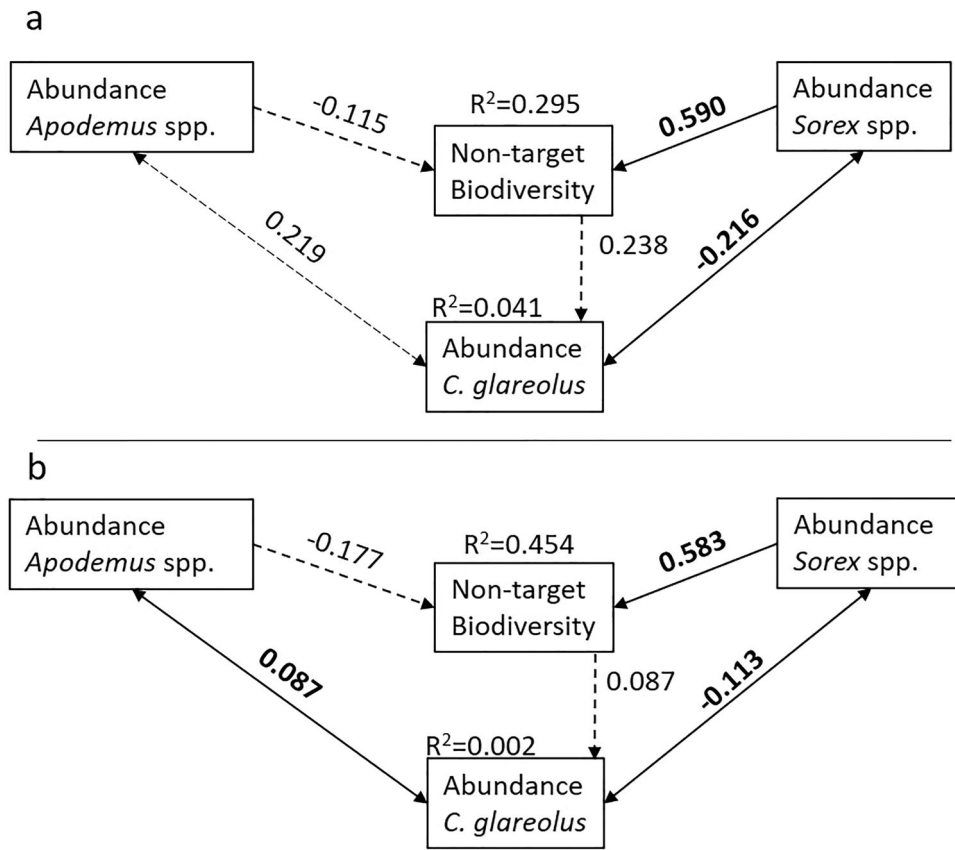 a
Abundance
Apodemus spp.
-0.115
R²=0.295
Non-target
Biodiversity
0.590
Abundance
Sorex spp.
0.219
0.238
-0.216
R²=0.041
Abundance
C. glareolus
b
Abundance
Apodemus spp.
-0.177
R²=0.454
Non-target
Biodiversity
0.583
Abundance
Sorex spp.
0.087
0.087
-0.113
R²=0.002
Abundance
C. glareolus